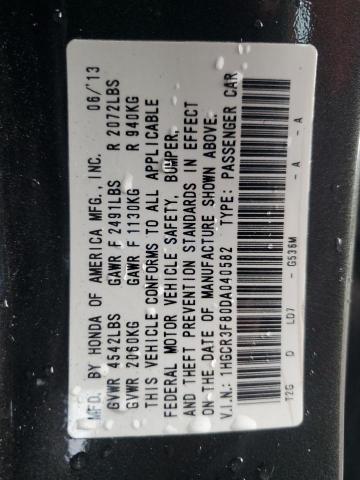 MFD. BY HONDA OF AMERICA MFG., INC. 06/13
GVWR 4542LBS GAWR F 2491LBS R 2072LBS
GVWR 2060KG GAWR F 1130KG R 940KG
THIS VEHICLE CONFORMS TO ALL APPLICABLE
FEDERAL MOTOR VEHICLE SAFETY, BUMPER,
AND THEFT PREVENTION STANDARDS IN EFFECT
ON THE DATE OF MANUFACTURE SHOWN ABOVE.
V.I.N.: 1HGCR3F80DA040582 TYPE: PASSENGER CAR
T2G D LD7 - G536M - A - A